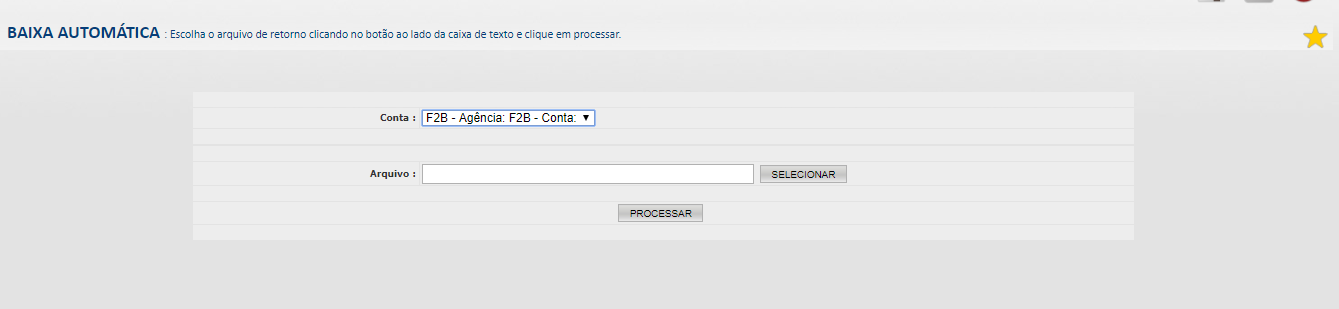 BAIXA AUTOMÁTICA : Escolha o arquivo de retorno clicando no botão ao lado da caixa de texto e clique em processar.
Conta : F2B - Agência: F2B - Conta:
Arquivo : SELECIONAR
PROCESSAR